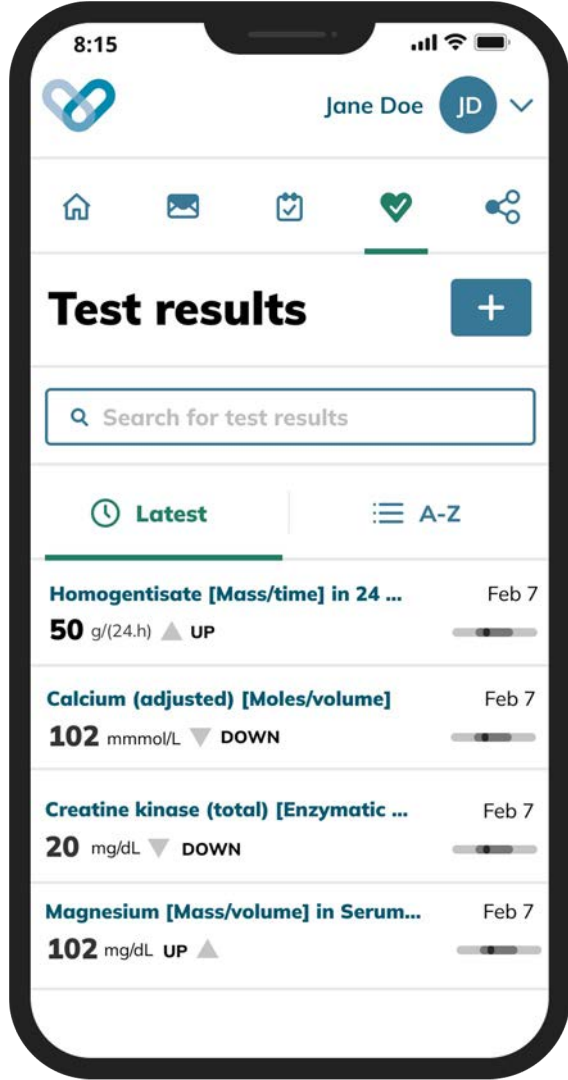 8:15
Jane Doe JD
Test results
+
Search for test results
Latest A-Z
Homogentisate [Mass/time] in 24 ... Feb 7
50 g/(24.h) UP
Calcium (adjusted) [Moles/volume] Feb 7
102 mmmol/L DOWN
Creatine kinase (total) [Enzymatic ... Feb 7
20 mg/dL DOWN
Magnesium [Mass/volume] in Serum... Feb 7
102 mg/dL UP